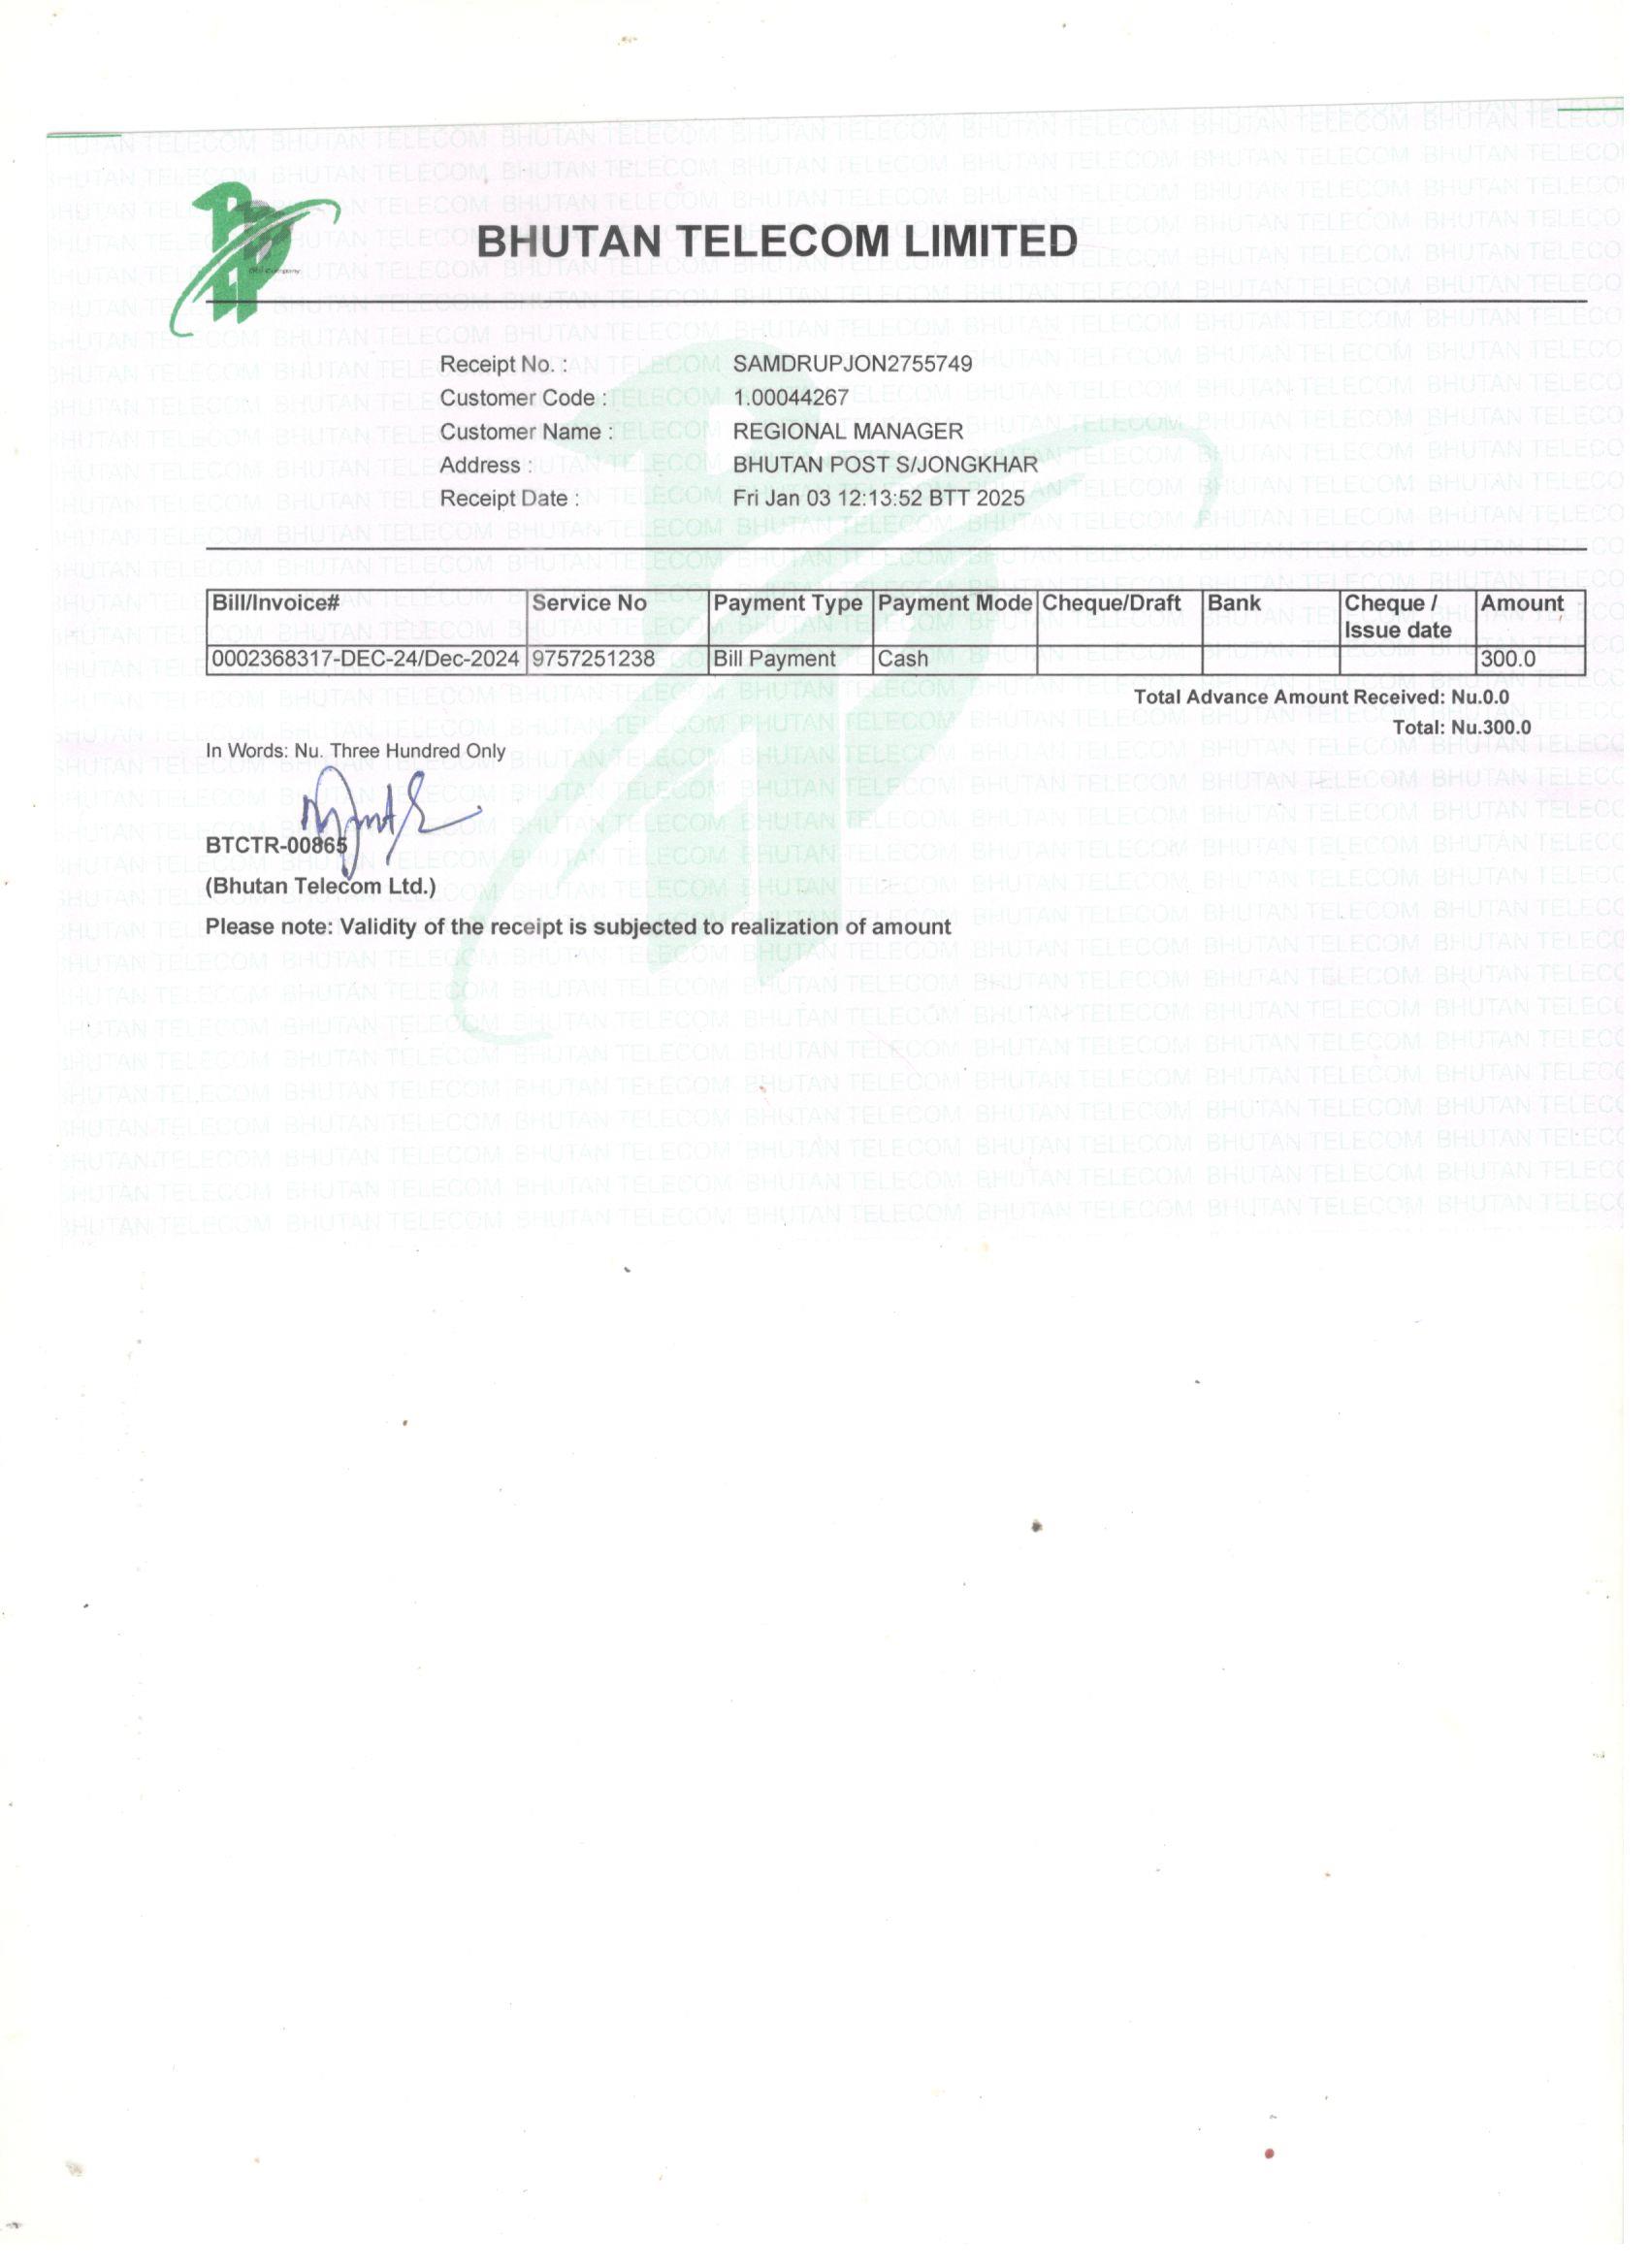 BHUTAN TELECOM LIMITED
Receipt No. : SAMDRUPJON2755749
Customer Code : 1.00044267
Customer Name : REGIONAL MANAGER
Address : BHUTAN POST S/JONGKHAR
Receipt Date : Fri Jan 03 12:13:52 BTT 2025
Bill/Invoice# Service No Payment Type Payment Mode Cheque/Draft Bank Cheque / Issue date Amount
0002368317-DEC-24/Dec-2024 9757251238 Bill Payment Cash 300.0
Total Advance Amount Received: Nu.0.0
Total: Nu.300.0
In Words: Nu. Three Hundred Only
BTCTR-00865
(Bhutan Telecom Ltd.)
Please note: Validity of the receipt is subjected to realization of amount